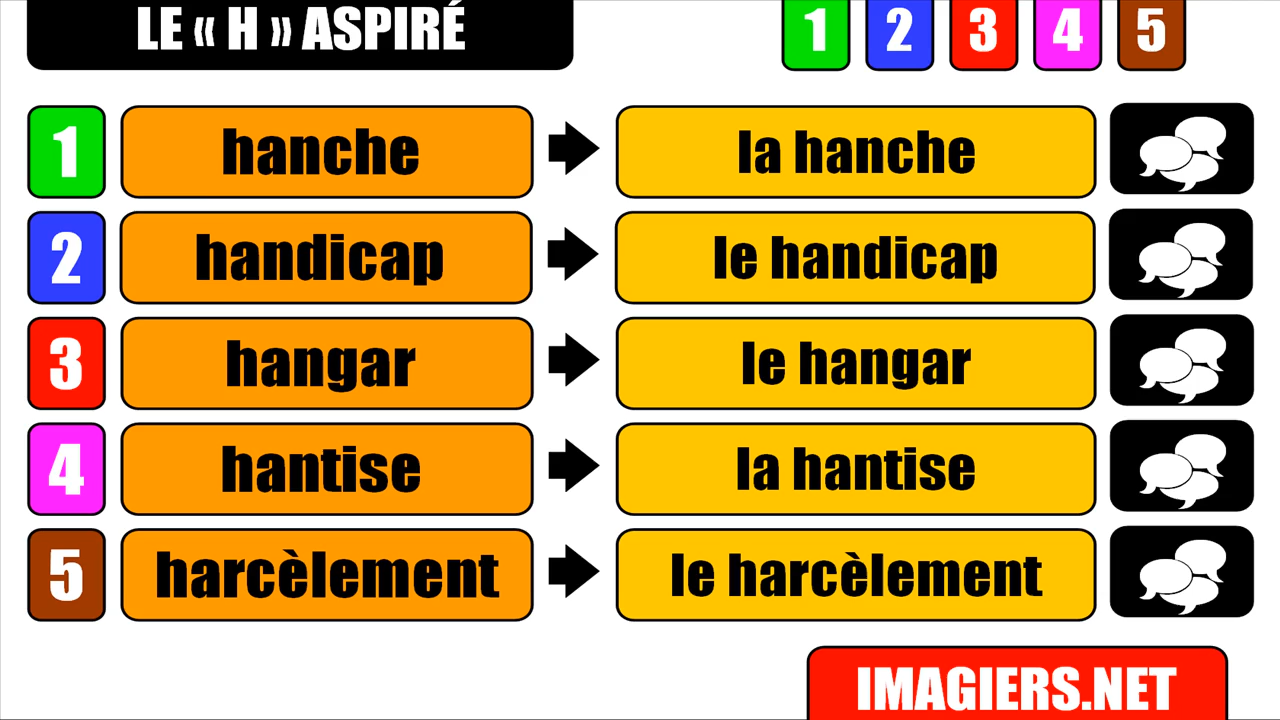 LE « H » ASPIRÉ
1 2 3 4 5
1 hanche la hanche
2 handicap le handicap
3 hangar le hangar
4 hantise la hantise
5 harcèlement le harcèlement
IMAGIERS.NET